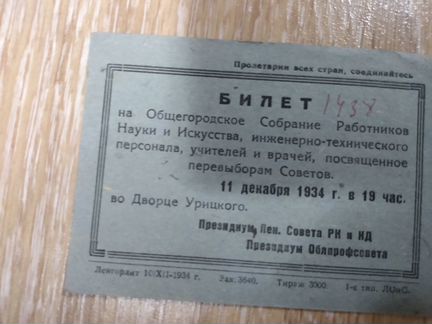 Пролетарии всех стран, соединяйтесь
БИЛЕТ 1438
на Общегородское Собрание Работников
Науки и Искусства, инженерно-технического
персонала, учителей и врачей, посвященное
перевыборам Советов.
11 декабря 1934 г. в 19 час.
во Дворце Урицкого.
Президиум Лен. Совета РК и КД
Президиум Облпрофсовета
Ленгорлит 10/XII-1934 г. Зак. 3640. Тираж 3000. 1-я тип. ЛОиС.